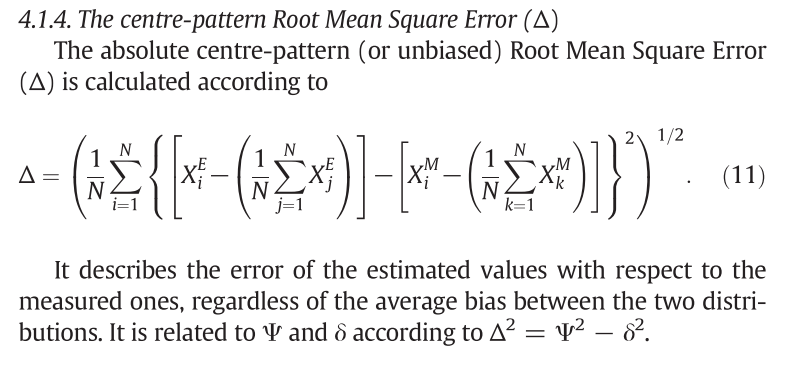 4.1.4. The centre-pattern Root Mean Square Error (Δ)
The absolute centre-pattern (or unbiased) Root Mean Square Error
(Δ) is calculated according to
Δ = (1/N ∑_{i=1}^{N} { [X_i^E − (1/N ∑_{j=1}^{N} X_j^E)] − [X_i^M − (1/N ∑_{k=1}^{N} X_k^M)] }^2)^{1/2} . (11)
It describes the error of the estimated values with respect to the
measured ones, regardless of the average bias between the two distri-
butions. It is related to Ψ and δ according to Δ² = Ψ² − δ².